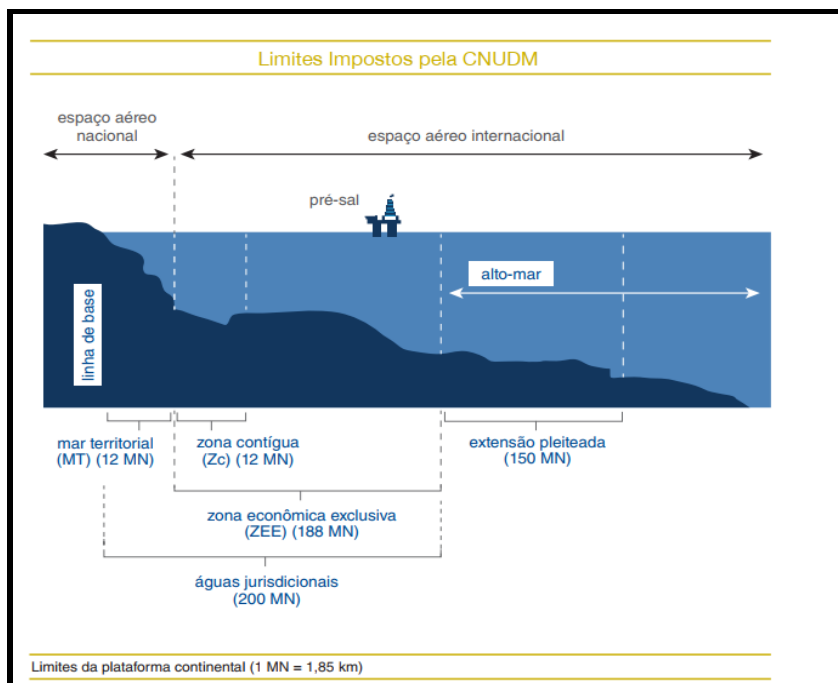 Limites Impostos pela CNUDM
espaço aéreo
nacional
espaço aéreo internacional
pré-sal
alto-mar
linha de base
mar territorial
(MT) (12 MN)
zona contígua
(Zc) (12 MN)
extensão pleiteada
(150 MN)
zona econômica exclusiva
(ZEE) (188 MN)
águas jurisdicionais
(200 MN)
Limites da plataforma continental (1 MN = 1,85 km)